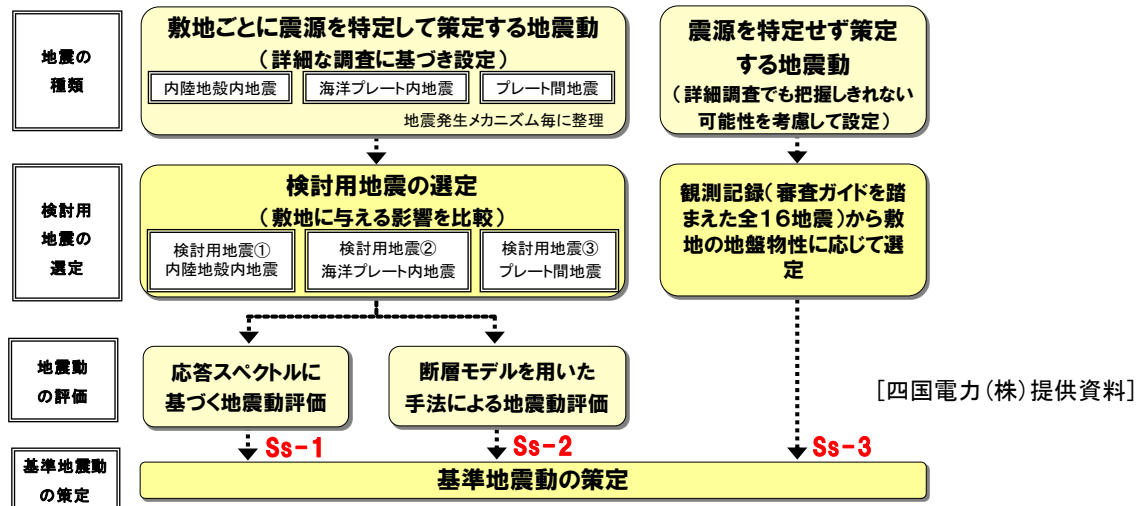 地震の
種類
敷地ごとに震源を特定して策定する地震動
(詳細な調査に基づき設定)
内陸地殻内地震
海洋プレート内地震
プレート間地震
地震発生メカニズム毎に整理
震源を特定せず策定
する地震動
(詳細調査でも把握しきれない
可能性を考慮して設定)
検討用
地震の
選定
検討用地震の選定
(敷地に与える影響を比較)
検討用地震①
内陸地殻内地震
検討用地震②
海洋プレート内地震
検討用地震③
プレート間地震
観測記録(審査ガイドを踏
まえた全16地震)から敷
地の地盤物性に応じて選
定
地震動
の評価
応答スペクトルに
基づく地震動評価
断層モデルを用いた
手法による地震動評価
[四国電力(株)提供資料]
Ss-1
Ss-2
Ss-3
基準地震動
の策定
基準地震動の策定